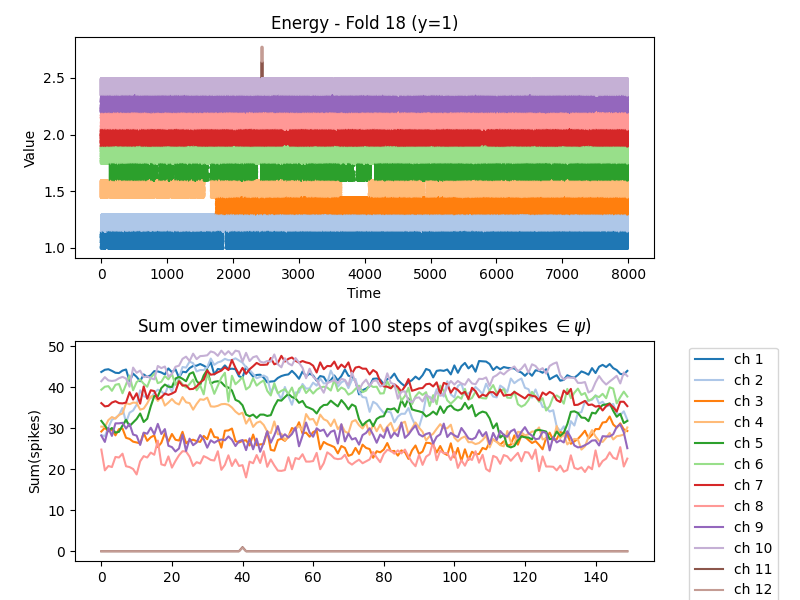 Energy - Fold 18 (y=1)
Value
2.5
2.0
1.5
1.0
0 1000 2000 3000 4000 5000 6000 7000 8000
Time
Sum over timewindow of 100 steps of avg(spikes ∈ ψ)
Sum(spikes)
50
40
30
20
10
0
0 20 40 60 80 100 120 140
ch 1
ch 2
ch 3
ch 4
ch 5
ch 6
ch 7
ch 8
ch 9
ch 10
ch 11
ch 12